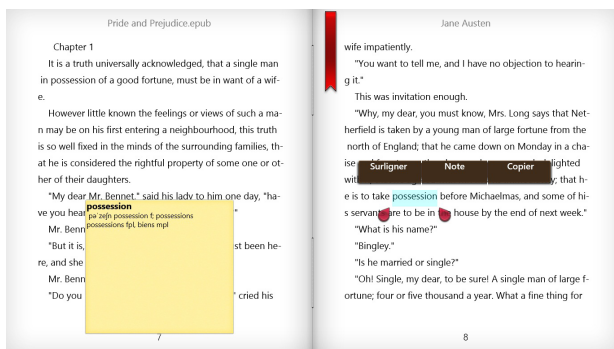 Pride and Prejudice.epub
Chapter 1
It is a truth universally acknowledged, that a single man
in possession of a good fortune, must be in want of a wif-
e.
However little known the feelings or views of such a ma-
n may be on his first entering a neighbourhood, this truth
is so well fixed in the minds of the surrounding families, th-
at he is considered the rightful property of some one or ot-
her of their daughters.
"My dear Mr. Bennet." said his lady to him one day, "ha-
ve you hear "
Mr. Benn
"But it is, st been he-
re, and she
Mr. Benn
"Do you " cried his
possession
possession f; possessions
possessions fpl, biens mpl
7
Jane Austen
wife impatiently.
"You want to tell me, and I have no objection to hearin-
g it."
This was invitation enough.
"Why, my dear, you must know, Mrs. Long says that Net-
herfield is taken by a young man of large fortune from the
north of England; that he came down on Monday in a cha-
ise lighted
Surligner Note Copier
wit y; that h-
e is to take possession before Michaelmas, and some of hi-
s servants are to be in the house by the end of next week."
"What is his name?"
"Bingley."
"Is he married or single?"
"Oh! Single, my dear, to be sure! A single man of large f-
ortune; four or five thousand a year. What a fine thing for
8